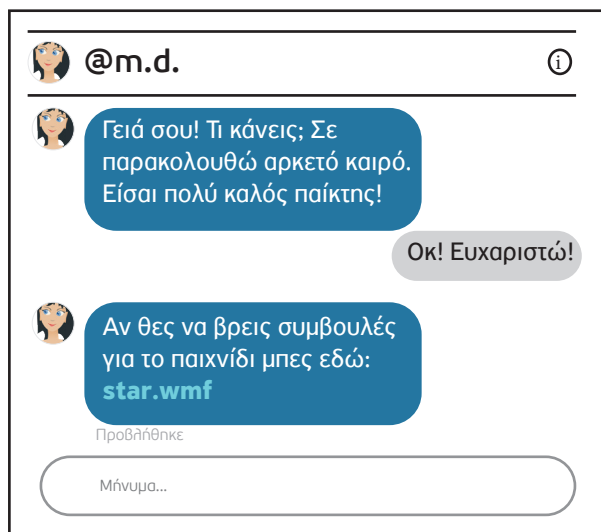 @m.d.
i
Γειά σου! Τι κάνεις; Σε
παρακολουθώ αρκετό καιρό.
Είσαι πολύ καλός παίκτης!
Οκ! Ευχαριστώ!
Αν θες να βρεις συμβουλές
για το παιχνίδι μπες εδώ:
star.wmf
Προβλήθηκε
Μήνυμα...